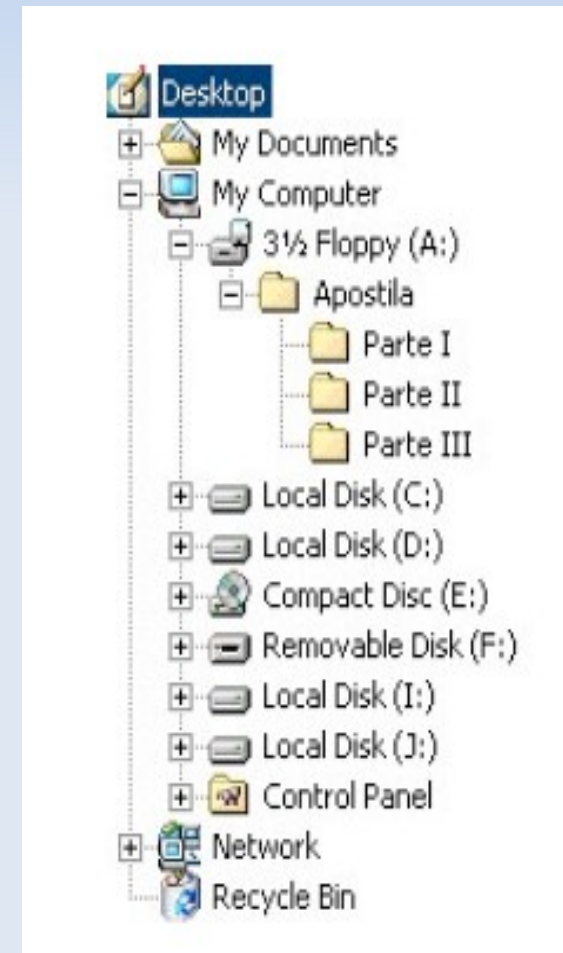 Desktop
My Documents
My Computer
3½ Floppy (A:)
Apostila
Parte I
Parte II
Parte III
Local Disk (C:)
Local Disk (D:)
Compact Disc (E:)
Removable Disk (F:)
Local Disk (I:)
Local Disk (J:)
Control Panel
Network
Recycle Bin